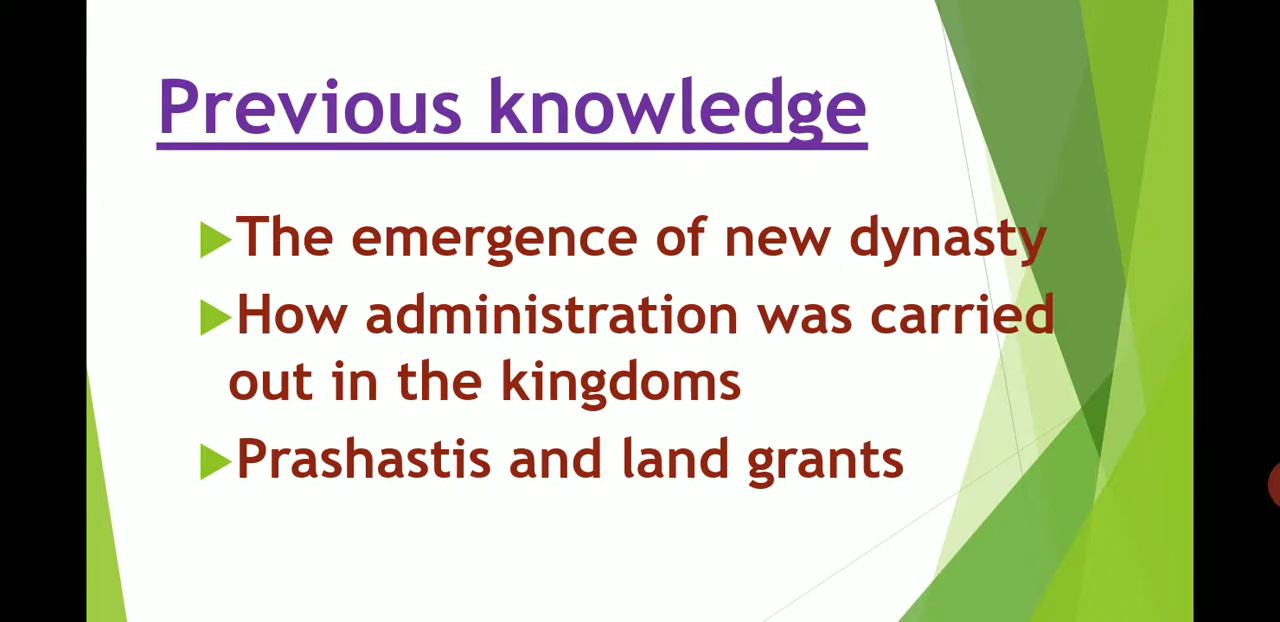 Previous knowledge
The emergence of new dynasty
How administration was carried
out in the kingdoms
Prashastis and land grants